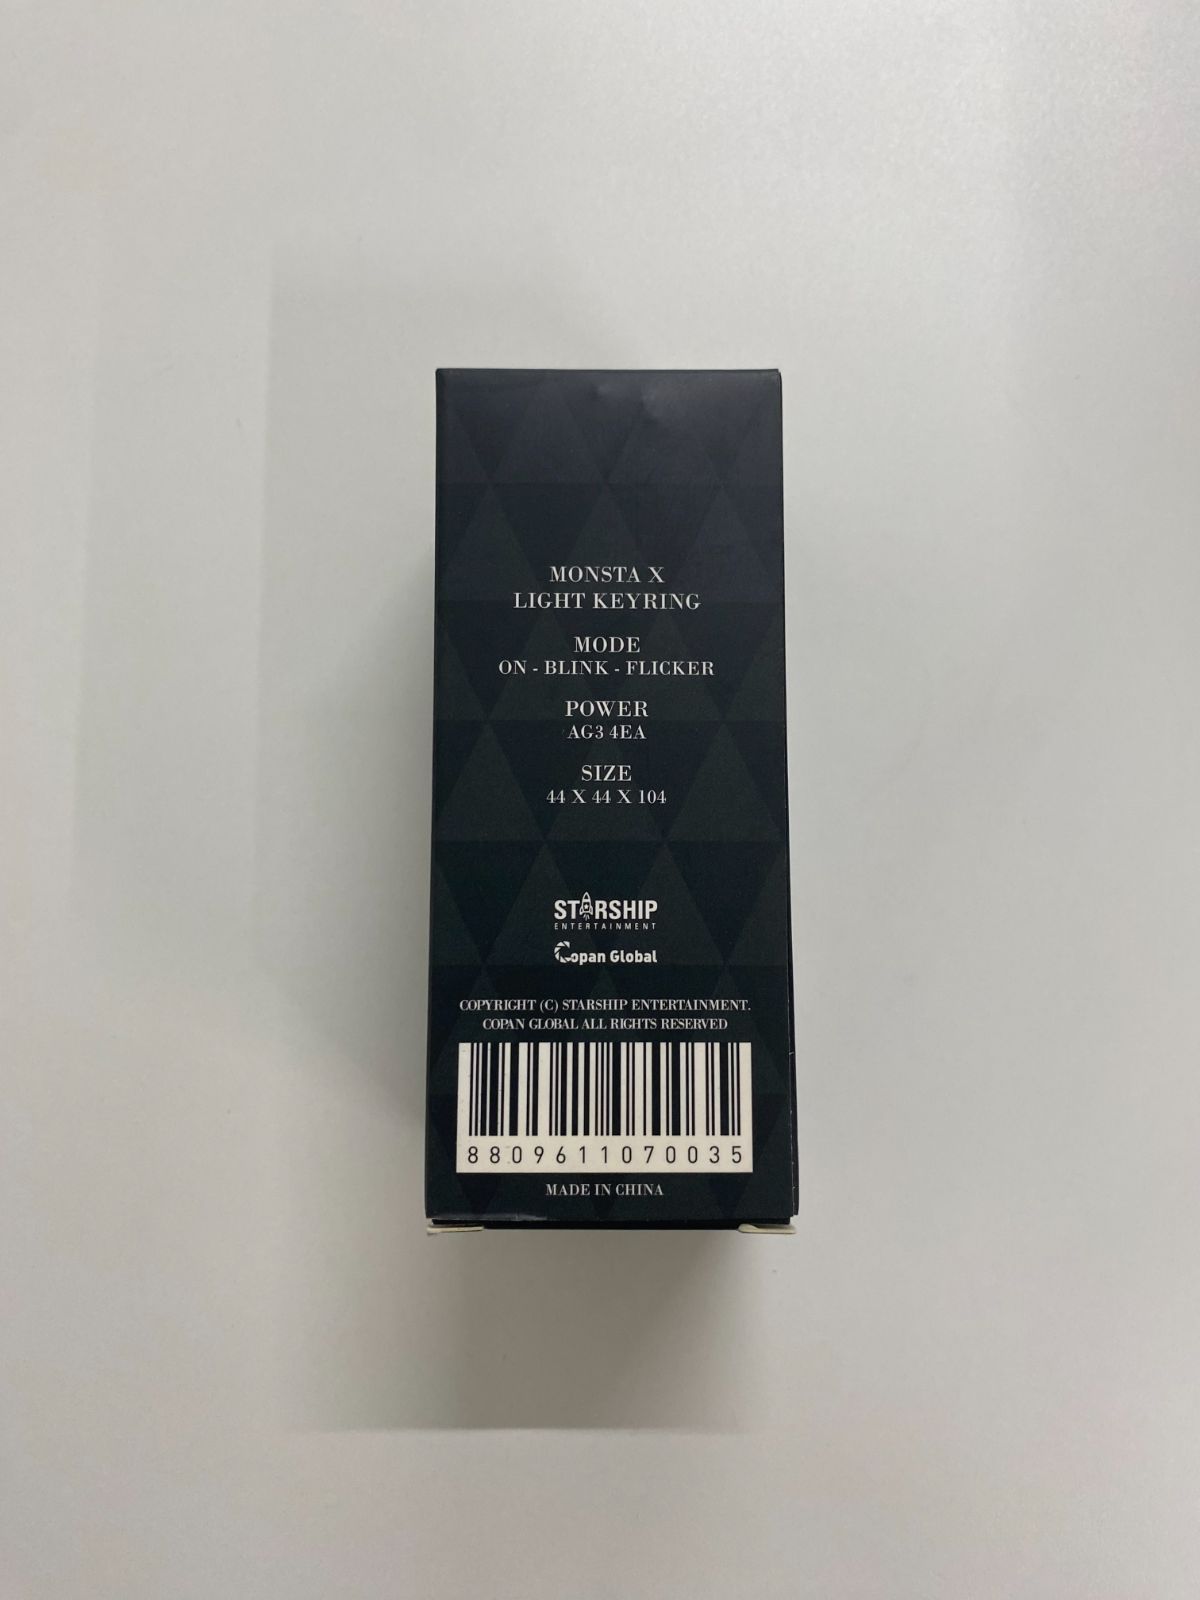 MONSTA X
LIGHT KEYRING
MODE
ON - BLINK - FLICKER
POWER
AG3 4EA
SIZE
44 X 44 X 104
STARSHIP
ENTERTAINMENT
Copan Global
COPYRIGHT (C) STARSHIP ENTERTAINMENT.
COPAN GLOBAL ALL RIGHTS RESERVED
8809611070035
MADE IN CHINA